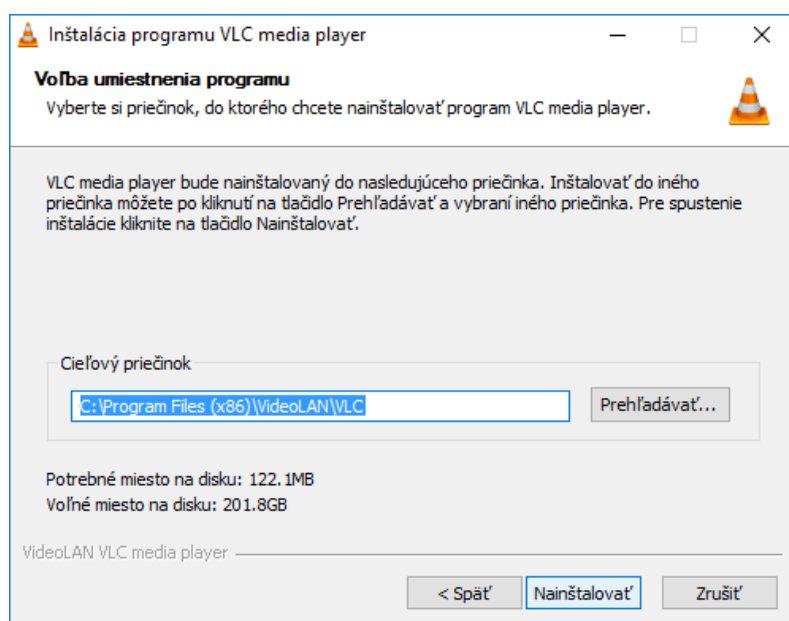 Inštalácia programu VLC media player
Voľba umiestnenia programu
Vyberte si priečinok, do ktorého chcete nainštalovať program VLC media player.
VLC media player bude nainštalovaný do nasledujúceho priečinka. Inštalovať do iného
priečinka môžete po kliknutí na tlačidlo Prehľadávať a vybraní iného priečinka. Pre spustenie
inštalácie kliknite na tlačidlo Nainštalovať.
Cieľový priečinok
C:\Program Files (x86)\VideoLAN\VLC
Prehľadávať...
Potrebné miesto na disku: 122.1MB
Voľné miesto na disku: 201.8GB
VideoLAN VLC media player
< Späť Nainštalovať Zrušiť